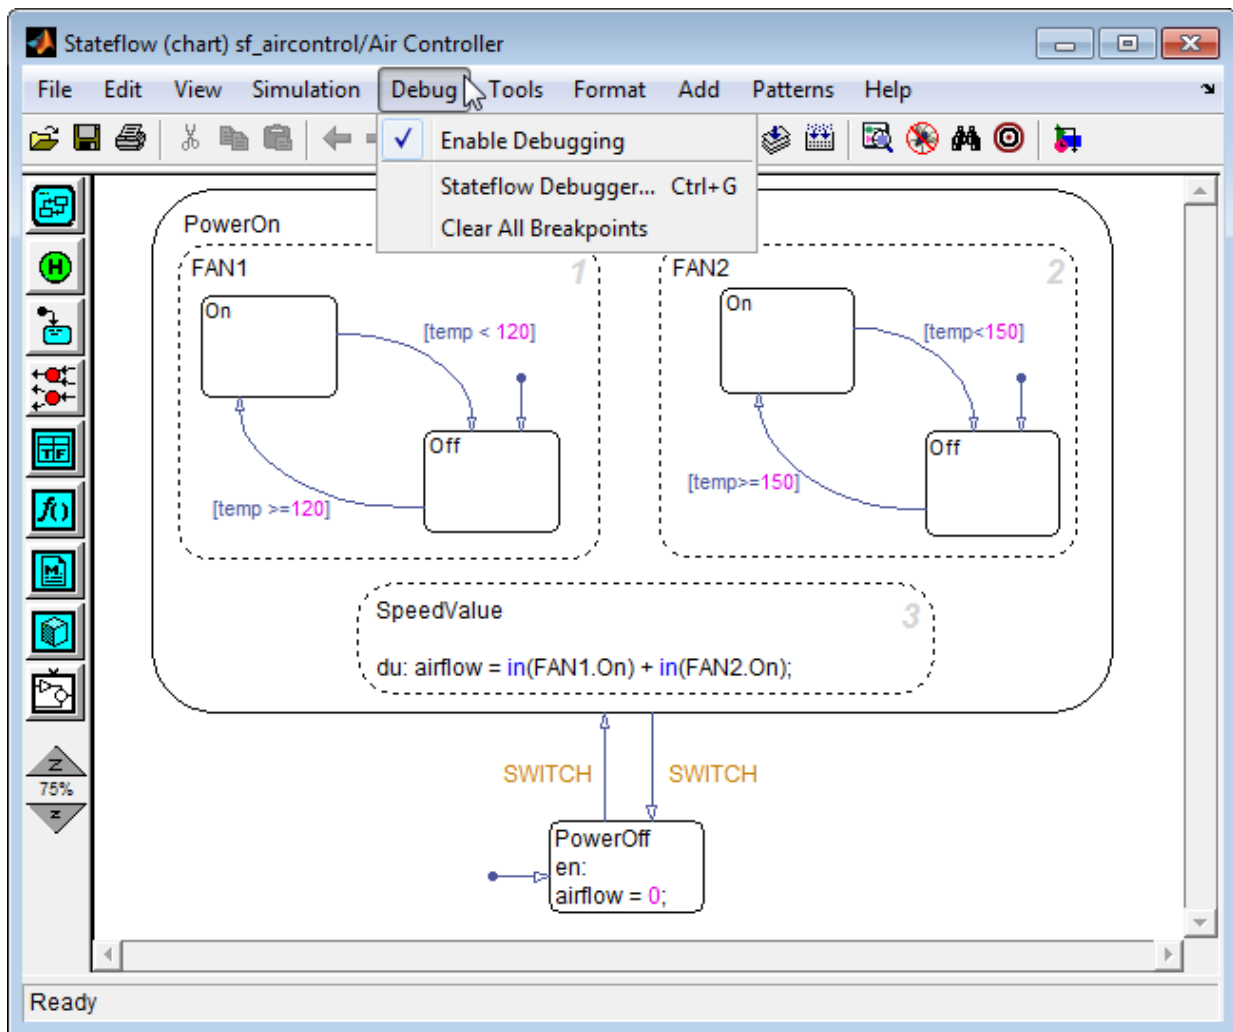 Stateflow (chart) sf_aircontrol/Air Controller
File Edit View Simulation Debug Tools Format Add Patterns Help
Enable Debugging
Stateflow Debugger... Ctrl+G
Clear All Breakpoints
PowerOn
FAN1
1
FAN2
2
On
[temp < 120]
Off
[temp >=120]
On
[temp<150]
Off
[temp>=150]
SpeedValue
3
du: airflow = in(FAN1.On) + in(FAN2.On);
SWITCH
SWITCH
PowerOff
en:
airflow = 0;
H
T F
f()
M
Z
75%
z
Ready